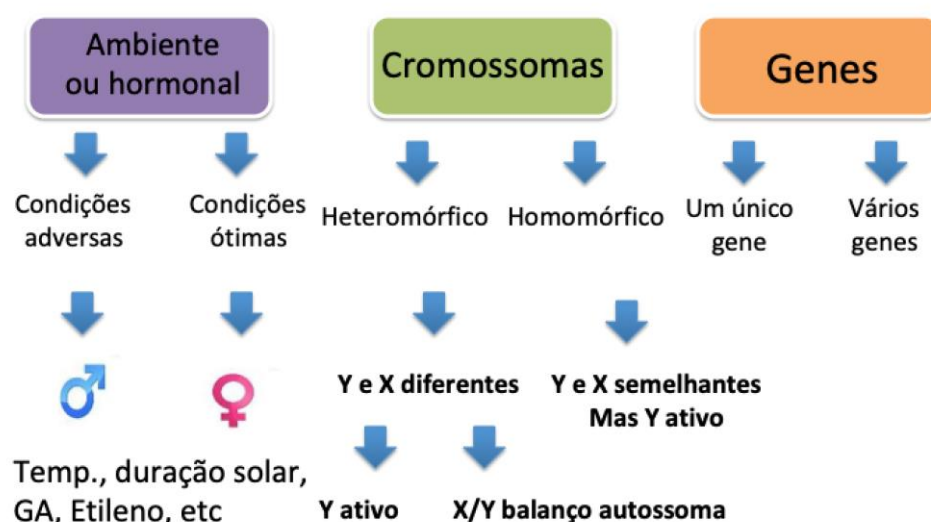 Ambiente
ou hormonal
Cromossomas
Genes
Condições
adversas
Condições
ótimas
Heteromórfico
Homomórfico
Um único
gene
Vários
genes
Y e X diferentes
Y e X semelhantes
Mas Y ativo
Temp., duração solar,
GA, Etileno, etc
Y ativo
X/Y balanço autossoma